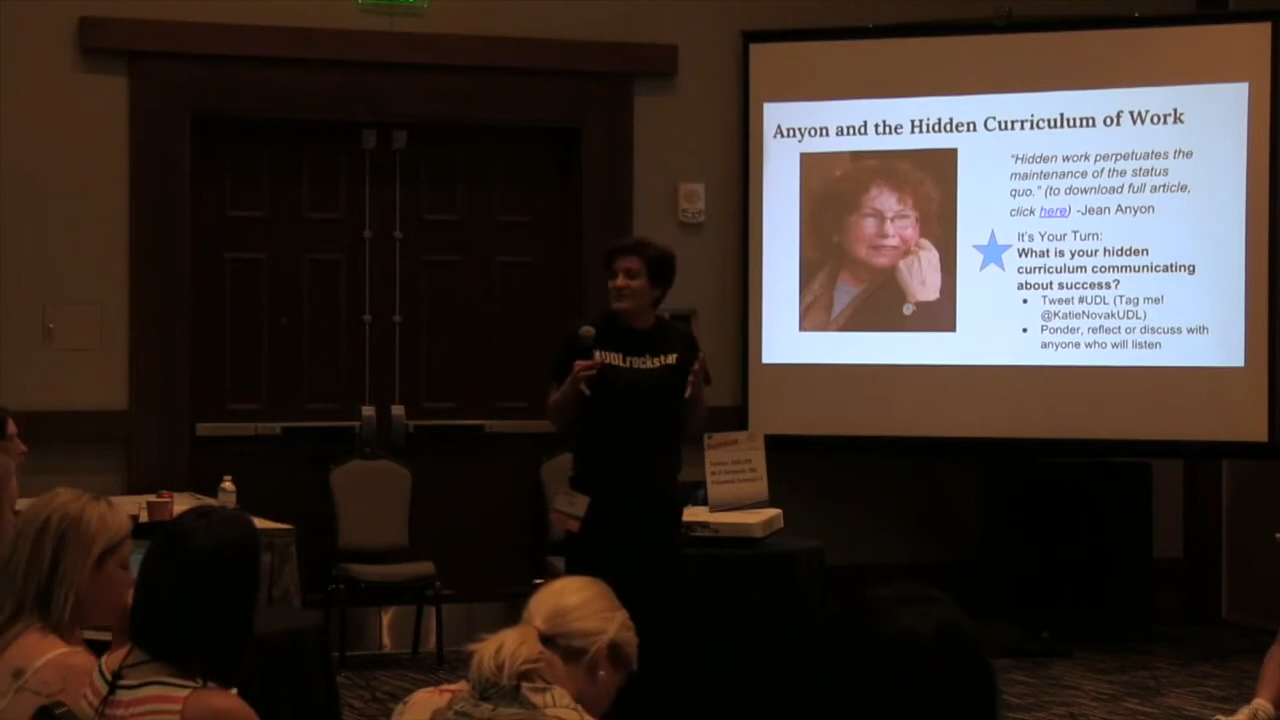 Anyon and the Hidden Curriculum of Work
"Hidden work perpetuates the
maintenance of the status
quo." (to download full article,
click here) -Jean Anyon
It's Your Turn:
What is your hidden
curriculum communicating
about success?
• Tweet #UDL (Tag me!
@KatieNovakUDL)
• Ponder, reflect or discuss with
anyone who will listen
#UDLrockstar